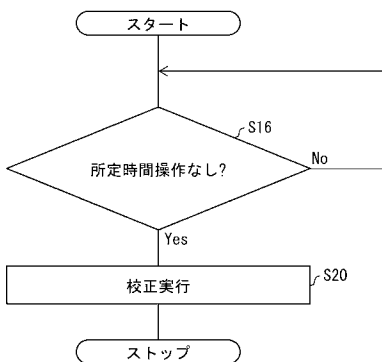 スタート
S16
所定時間操作なし?
No
Yes
S20
校正実行
ストップ